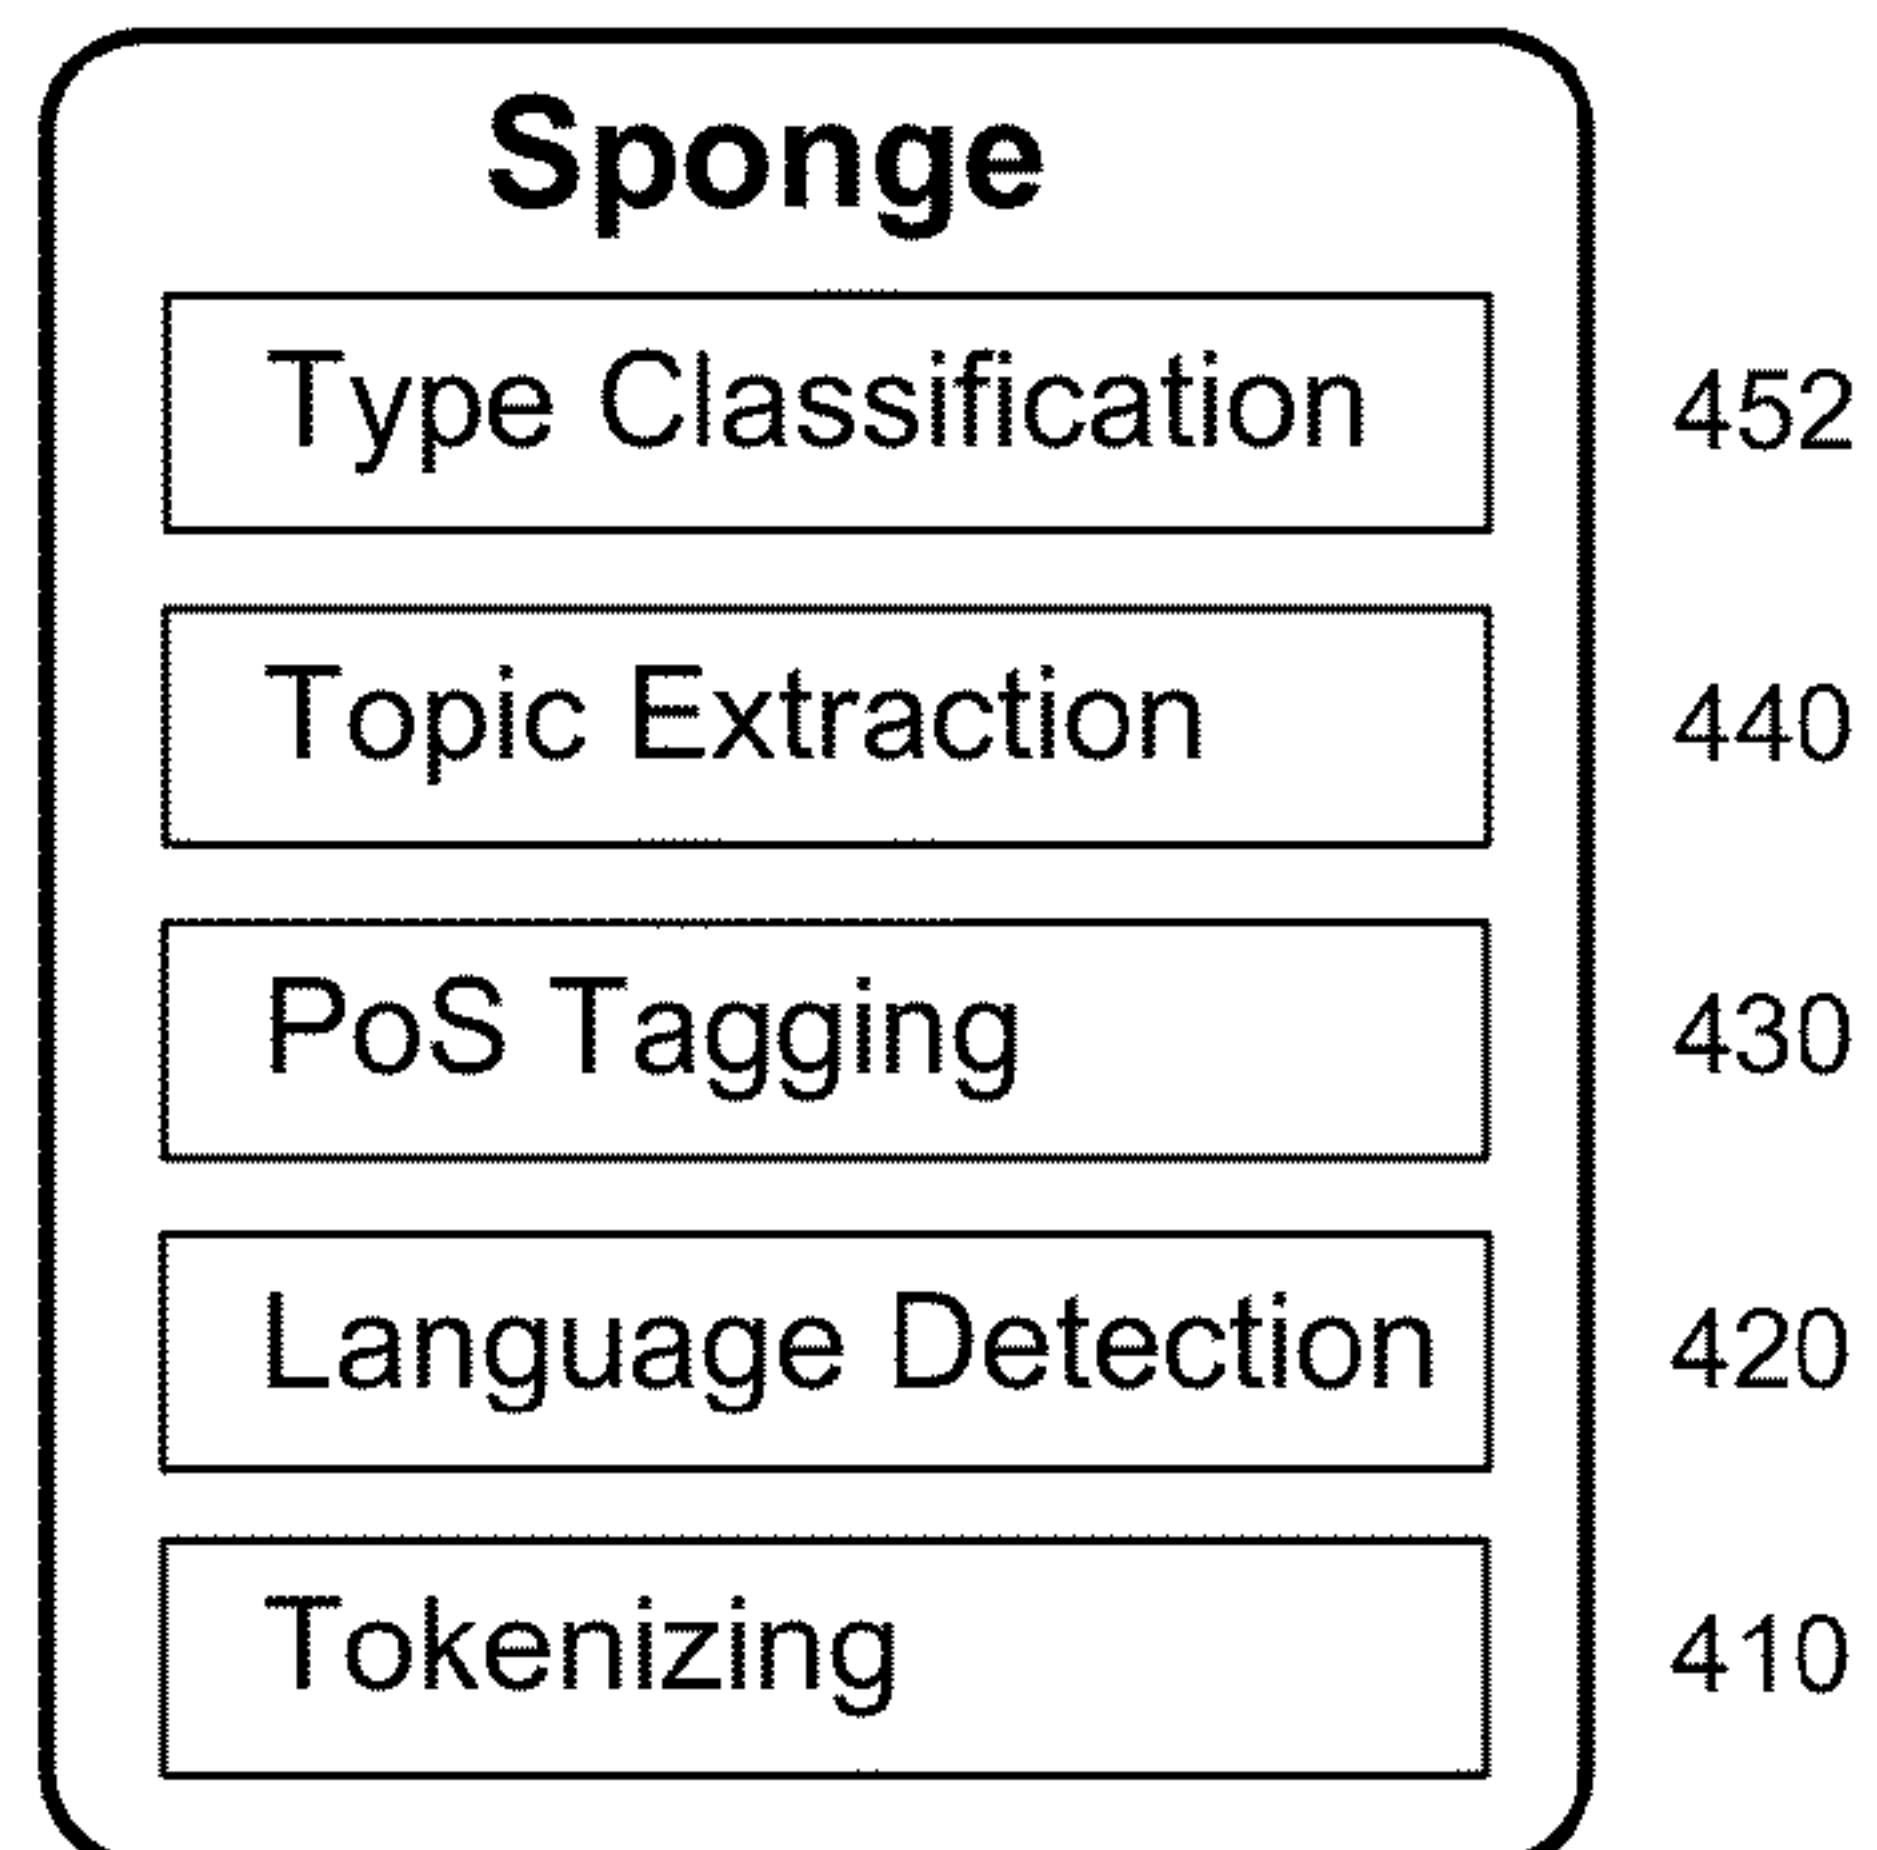 Sponge
Type Classification 452
Topic Extraction 440
PoS Tagging 430
Language Detection 420
Tokenizing 410